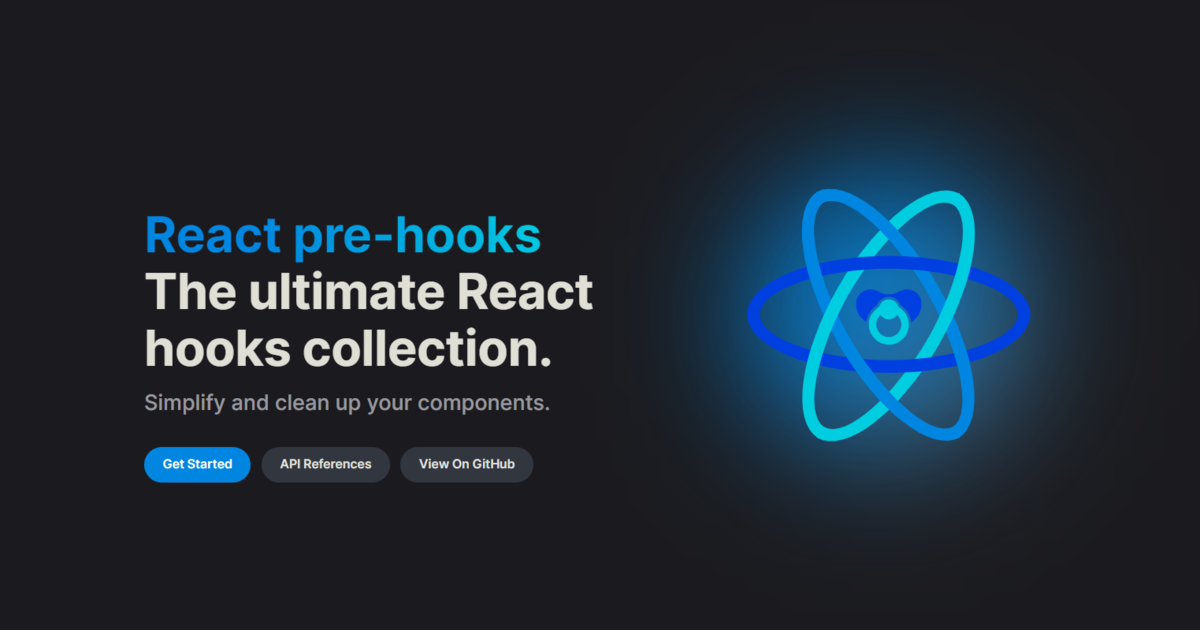 React pre-hooks
The ultimate React
hooks collection.
Simplify and clean up your components.
Get Started
API References
View On GitHub